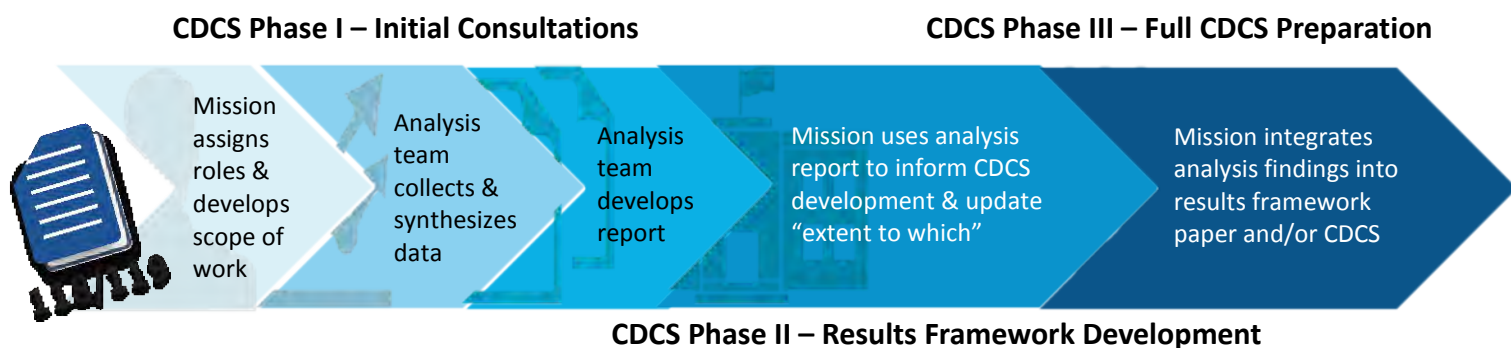 CDCS Phase I – Initial Consultations
CDCS Phase III – Full CDCS Preparation
Mission
assigns
roles &
develops
scope of
work
Analysis
team
collects &
synthesizes
data
Analysis
team
develops
report
Mission uses analysis
report to inform CDCS
development & update
“extent to which”
Mission integrates
analysis findings into
results framework
paper and/or CDCS
118/119
CDCS Phase II – Results Framework Development